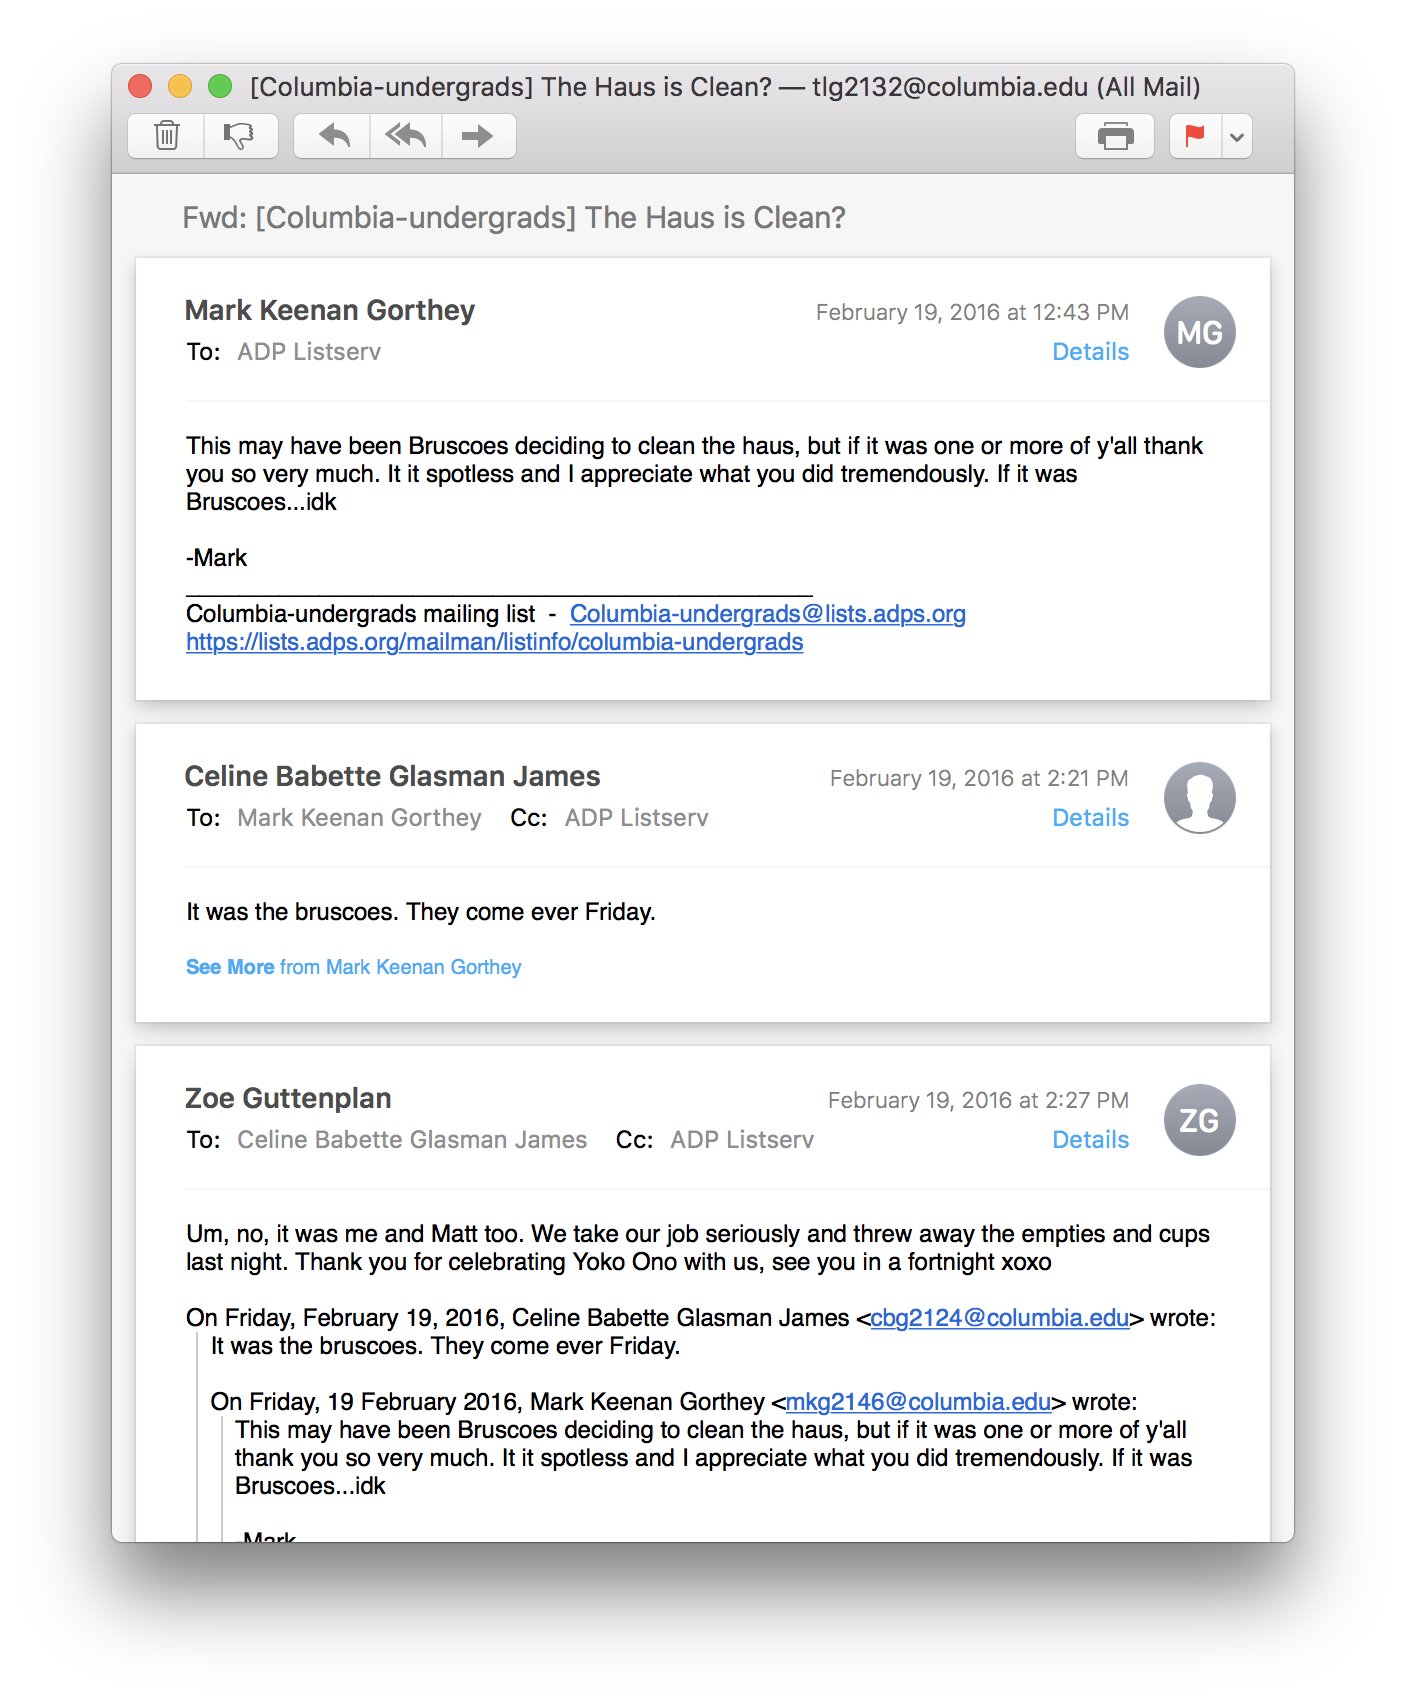 [Columbia-undergrads] The Haus is Clean? — tlg2132@columbia.edu (All Mail)
Fwd: [Columbia-undergrads] The Haus is Clean?
Mark Keenan Gorthey
February 19, 2016 at 12:43 PM
MG
To: ADP Listserv
Details
This may have been Bruscoes deciding to clean the haus, but if it was one or more of y'all thank
you so very much. It it spotless and I appreciate what you did tremendously. If it was
Bruscoes...idk
-Mark
_______________________________________________
Columbia-undergrads mailing list - Columbia-undergrads@lists.adps.org
https://lists.adps.org/mailman/listinfo/columbia-undergrads
Celine Babette Glasman James
February 19, 2016 at 2:21 PM
To: Mark Keenan Gorthey Cc: ADP Listserv
Details
It was the bruscoes. They come ever Friday.
See More from Mark Keenan Gorthey
Zoe Guttenplan
February 19, 2016 at 2:27 PM
ZG
To: Celine Babette Glasman James Cc: ADP Listserv
Details
Um, no, it was me and Matt too. We take our job seriously and threw away the empties and cups
last night. Thank you for celebrating Yoko Ono with us, see you in a fortnight xoxo
On Friday, February 19, 2016, Celine Babette Glasman James <cbg2124@columbia.edu> wrote:
It was the bruscoes. They come ever Friday.
On Friday, 19 February 2016, Mark Keenan Gorthey <mkg2146@columbia.edu> wrote:
This may have been Bruscoes deciding to clean the haus, but if it was one or more of y'all
thank you so very much. It it spotless and I appreciate what you did tremendously. If it was
Bruscoes...idk
-Mark